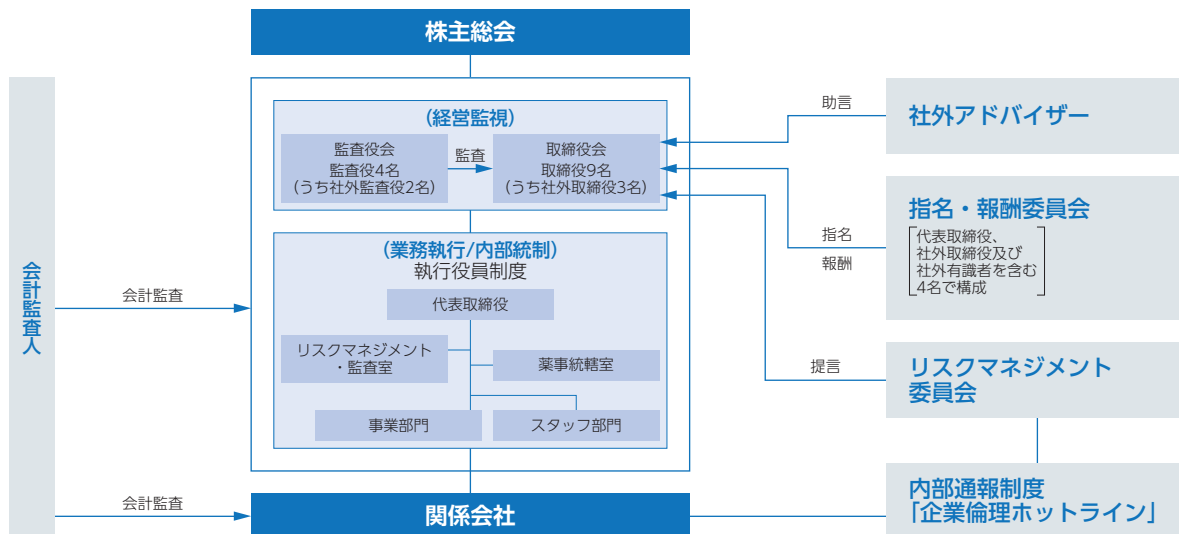 株主総会
会計監査人
会計監査
会計監査
(経営監視)
監査役会
監査役4名
(うち社外監査役2名)
監査
取締役会
取締役9名
(うち社外取締役3名)
(業務執行/内部統制)
執行役員制度
代表取締役
リスクマネジメント
・監査室
薬事統轄室
事業部門
スタッフ部門
関係会社
助言
社外アドバイザー
指名
報酬
指名・報酬委員会
代表取締役、
社外取締役及び
社外有識者を含む
4名で構成
提言
リスクマネジメント
委員会
内部通報制度
「企業倫理ホットライン」